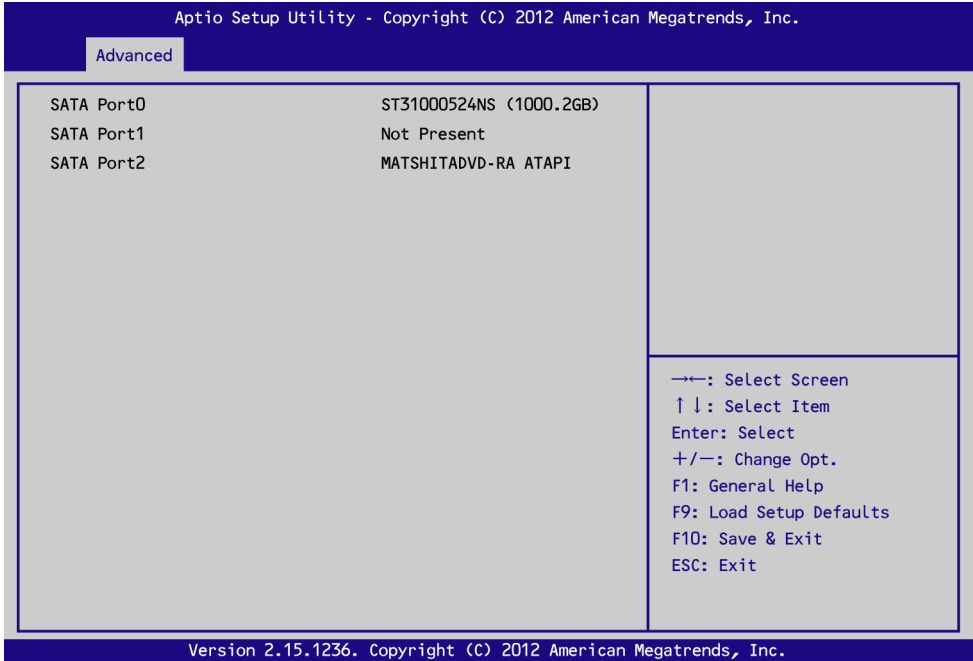 Aptio Setup Utility - Copyright (C) 2012 American Megatrends, Inc.
Advanced
SATA Port0 ST31000524NS (1000.2GB)
SATA Port1 Not Present
SATA Port2 MATSHITADVD-RA ATAPI
→←: Select Screen
↑↓: Select Item
Enter: Select
+/−: Change Opt.
F1: General Help
F9: Load Setup Defaults
F10: Save & Exit
ESC: Exit
Version 2.15.1236. Copyright (C) 2012 American Megatrends, Inc.